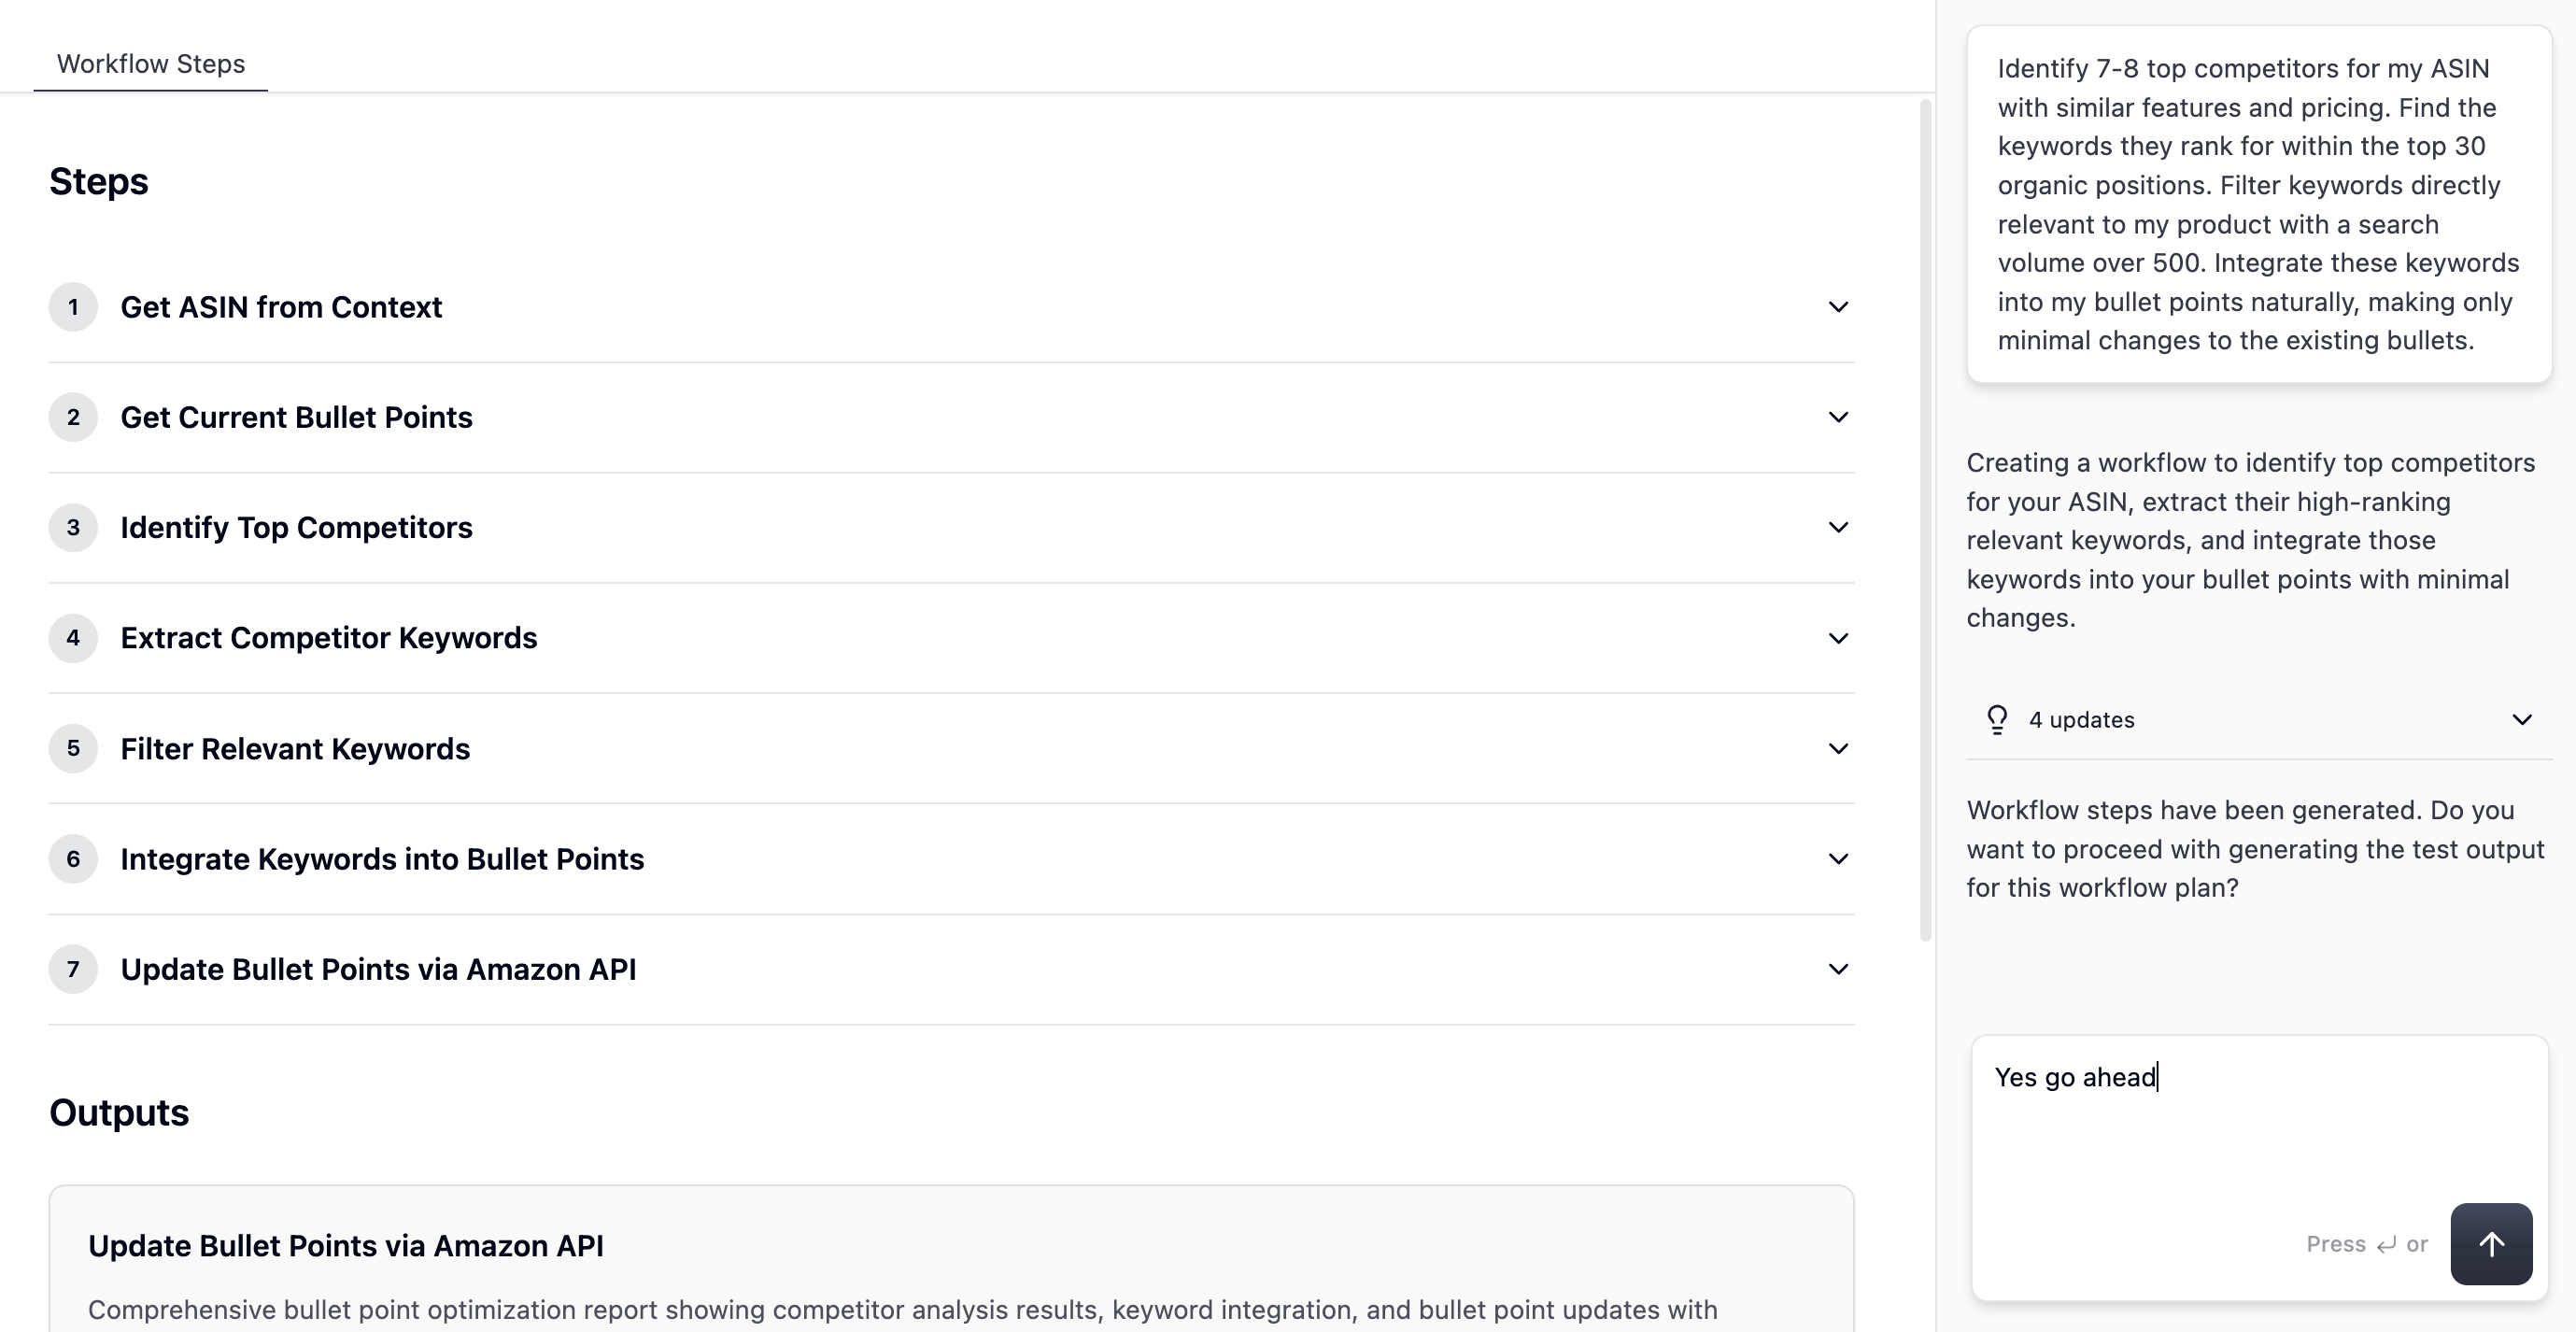 Workflow Steps
Steps
1 Get ASIN from Context
2 Get Current Bullet Points
3 Identify Top Competitors
4 Extract Competitor Keywords
5 Filter Relevant Keywords
6 Integrate Keywords into Bullet Points
7 Update Bullet Points via Amazon API
Outputs
Update Bullet Points via Amazon API
Comprehensive bullet point optimization report showing competitor analysis results, keyword integration, and bullet point updates with
Identify 7-8 top competitors for my ASIN
with similar features and pricing. Find the
keywords they rank for within the top 30
organic positions. Filter keywords directly
relevant to my product with a search
volume over 500. Integrate these keywords
into my bullet points naturally, making only
minimal changes to the existing bullets.
Creating a workflow to identify top competitors
for your ASIN, extract their high-ranking
relevant keywords, and integrate those
keywords into your bullet points with minimal
changes.
4 updates
Workflow steps have been generated. Do you
want to proceed with generating the test output
for this workflow plan?
Yes go ahead
Press ↵ or